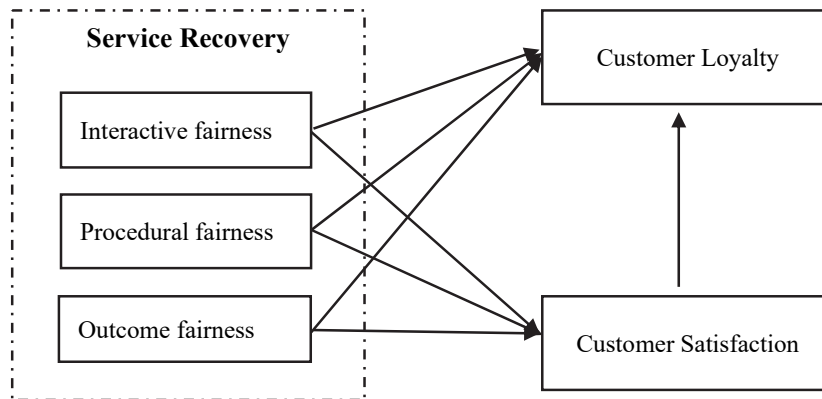 Service Recovery
Interactive fairness
Procedural fairness
Outcome fairness
Customer Loyalty
Customer Satisfaction